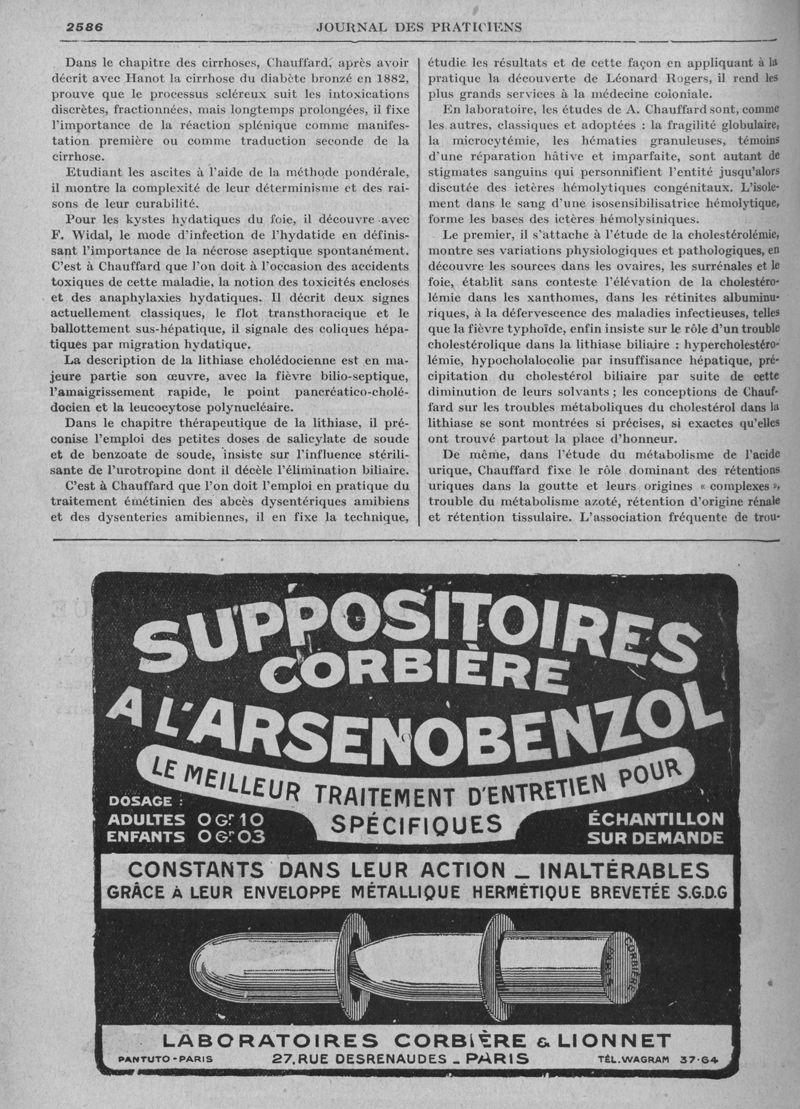 2586
JOURNAL DES PRATICIENS
Dans le chapitre des cirrhoses, Chauffard, après avoir
décrit avec Hanot la cirrhose du diabète bronzé en 1882,
prouve que le processus scléreux suit les intoxications
discrètes, fractionnées, mais longtemps prolongées, il fixe
l'importance de la réaction splénique comme manifes-
tation première ou comme traduction seconde de la
cirrhose.
Etudiant les ascites à l'aide de la méthode pondérale,
il montre la complexité de leur déterminisme et des rai-
sons de leur curabilité.
Pour les kystes hydatiques du foie, il découvre avec
F. Widal, le mode d'infection de l'hydatide en définis-
sant l'importance de la nécrose aseptique spontanément.
C'est à Chauffard que l'on doit à l'occasion des accidents
toxiques de cette maladie, la notion des toxicités encloses
et des anaphylaxies hydatiques. Il décrit deux signes
actuellement classiques, le flot transthoracique et le
ballottement sus-hépatique, il signale des coliques hépa-
tiques par migration hydatique.
La description de la lithiase cholédocienne est en ma-
jeure partie son œuvre, avec la fièvre bilio-septique,
l'amaigrissement rapide, le point pancréatico-cholé-
docien et la leucocytose polynucléaire.
Dans le chapitre thérapeutique de la lithiase, il pré-
conise l'emploi des petites doses de salicylate de soude
et de benzoate de soude, insiste sur l'influence stérili-
sante de l'urotropine dont il décèle l'élimination biliaire.
C'est à Chauffard que l'on doit l'emploi en pratique du
traitement émétinien des abcès dysentériques amibiens
et des dysenteries amibiennes, il en fixe la technique,
étudie les résultats et de cette façon en appliquant à la
pratique la découverte de Léonard Rogers, il rend les
plus grands services à la médecine coloniale.
En laboratoire, les études de A. Chauffard sont, comme
les autres, classiques et adoptées : la fragilité globulaire,
la microcytémie, les hématies granuleuses, témoins
d'une réparation hâtive et imparfaite, sont autant de
stigmates sanguins qui personnifient l'entité jusqu'alors
discutée des ictères hémolytiques congénitaux. L'isole-
ment dans le sang d'une isosensibilisatrice hémolytique,
forme les bases des ictères hémolysiniques.
Le premier, il s'attache à l'étude de la cholestérolémie,
montre ses variations physiologiques et pathologiques, en
découvre les sources dans les ovaires, les surrénales et le
foie, établit sans conteste l'élévation de la cholestéro-
lémie dans les xanthomes, dans les rétinites albuminu-
riques, à la défervescence des maladies infectieuses, telles
que la fièvre typhoïde, enfin insiste sur le rôle d'un trouble
cholestérolique dans la lithiase biliaire : hypercholestéro-
lémie, hypocholalocolie par insuffisance hépatique, pré-
cipitation du cholestérol biliaire par suite de cette
diminution de leurs solvants ; les conceptions de Chauf-
fard sur les troubles métaboliques du cholestérol dans la
lithiase se sont montrées si précises, si exactes qu'elles
ont trouvé partout la place d'honneur.
De même, dans l'étude du métabolisme de l'acide
urique, Chauffard fixe le rôle dominant des rétentions
uriques dans la goutte et leurs origines « complexes »,
trouble du métabolisme azoté, rétention d'origine rénale
et rétention tissulaire. L'association fréquente de trou-
SUPPOSITOIRES
CORBIÈRE
A L'ARSENOBENZOL
LE MEILLEUR TRAITEMENT D'ENTRETIEN POUR
SPÉCIFIQUES
DOSAGE :
ADULTES 0 Gr 10
ENFANTS 0 Gr 03
ÉCHANTILLON
SUR DEMANDE
CONSTANTS DANS LEUR ACTION _ INALTÉRABLES
GRÂCE À LEUR ENVELOPPE MÉTALLIQUE HERMÉTIQUE BREVETÉE S.G.D.G
CORBIÈRE
PARIS
LABORATOIRES CORBIÈRE & LIONNET
PANTUTO - PARIS
27, RUE DESRENAUDES _ PARIS
TÉL. WAGRAM 37-64